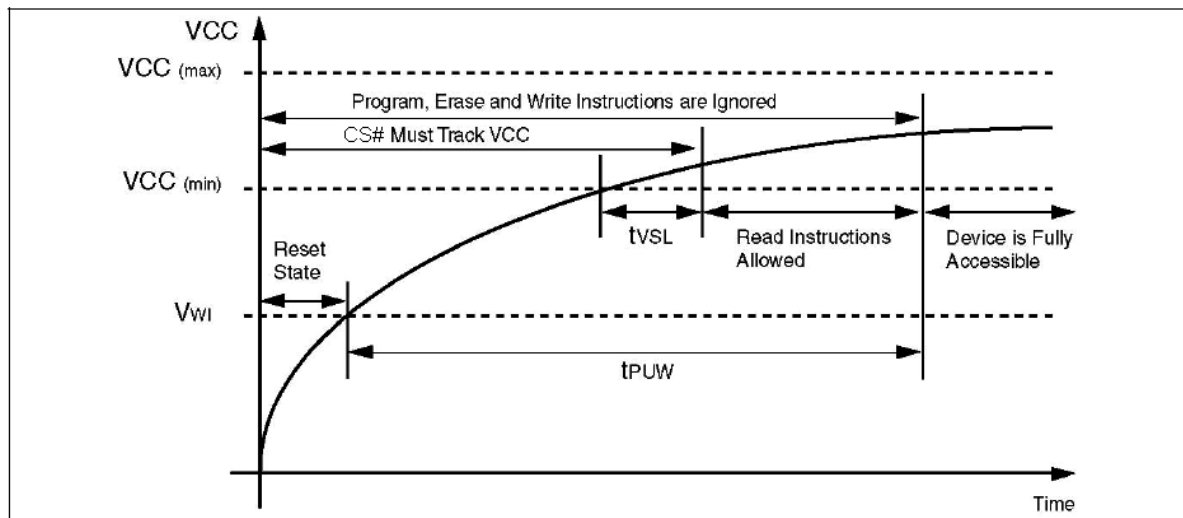 VCC
VCC (max)
Program, Erase and Write Instructions are Ignored
CS# Must Track VCC
VCC (min)
tVSL
Read Instructions
Allowed
Device is Fully
Accessible
Reset
State
VWI
tPUW
Time